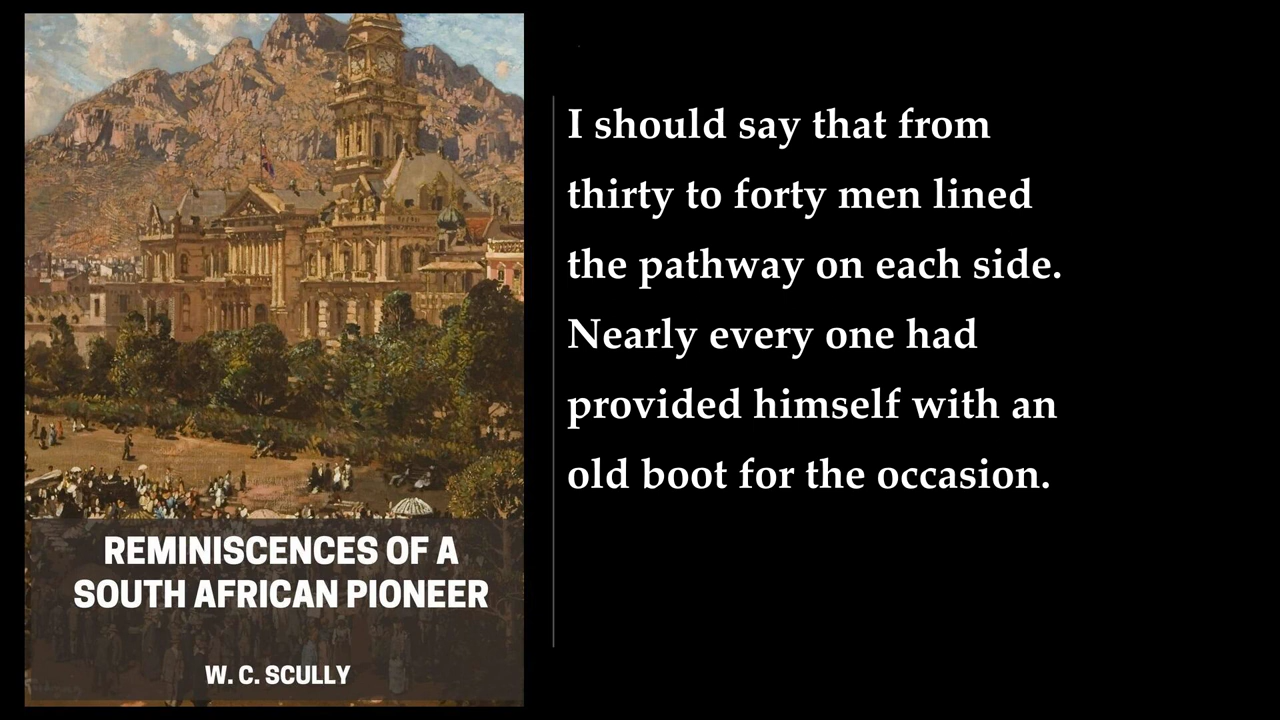 I should say that from
thirty to forty men lined
the pathway on each side.
Nearly every one had
provided himself with an
old boot for the occasion.
REMINISCENCES OF A
SOUTH AFRICAN PIONEER
W. C. SCULLY